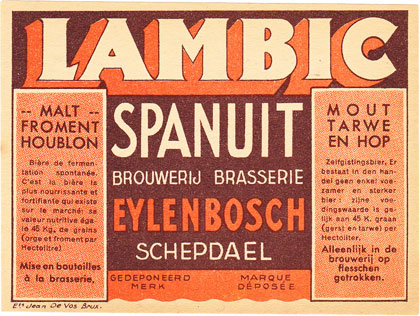 LAMBIC
-- MALT --
FROMENT
HOUBLON
Bière de fermen-
tation spontanée.
C'est la bière la
plus nourrissante et
fortifiante qui existe
sur le marché: sa
valeur nutritive éga-
le 45 Kg. de grains
(orge et froment par
Hectolitre)
Mise en bouteilles
à la brasserie,
SPANUIT
BROUWERIJ BRASSERIE
EYLENBOSCH
SCHEPDAEL
GEDEPONEERD MERK
MARQUE DÉPOSÉE
MOUT
TARWE
EN HOP
Zelfgistingsbier, Er
bestaat in den han-
del geen enkel voe-
zamer en sterker
bier: zijne voe-
dingswaarde is ge-
lijk aan 45 K. graan
(gerst en tarwe) per
Hectoliter.
Alleenlijk in de
brouwerij op
flesschen
getrokken.
Ets Jean De Vos Brux.